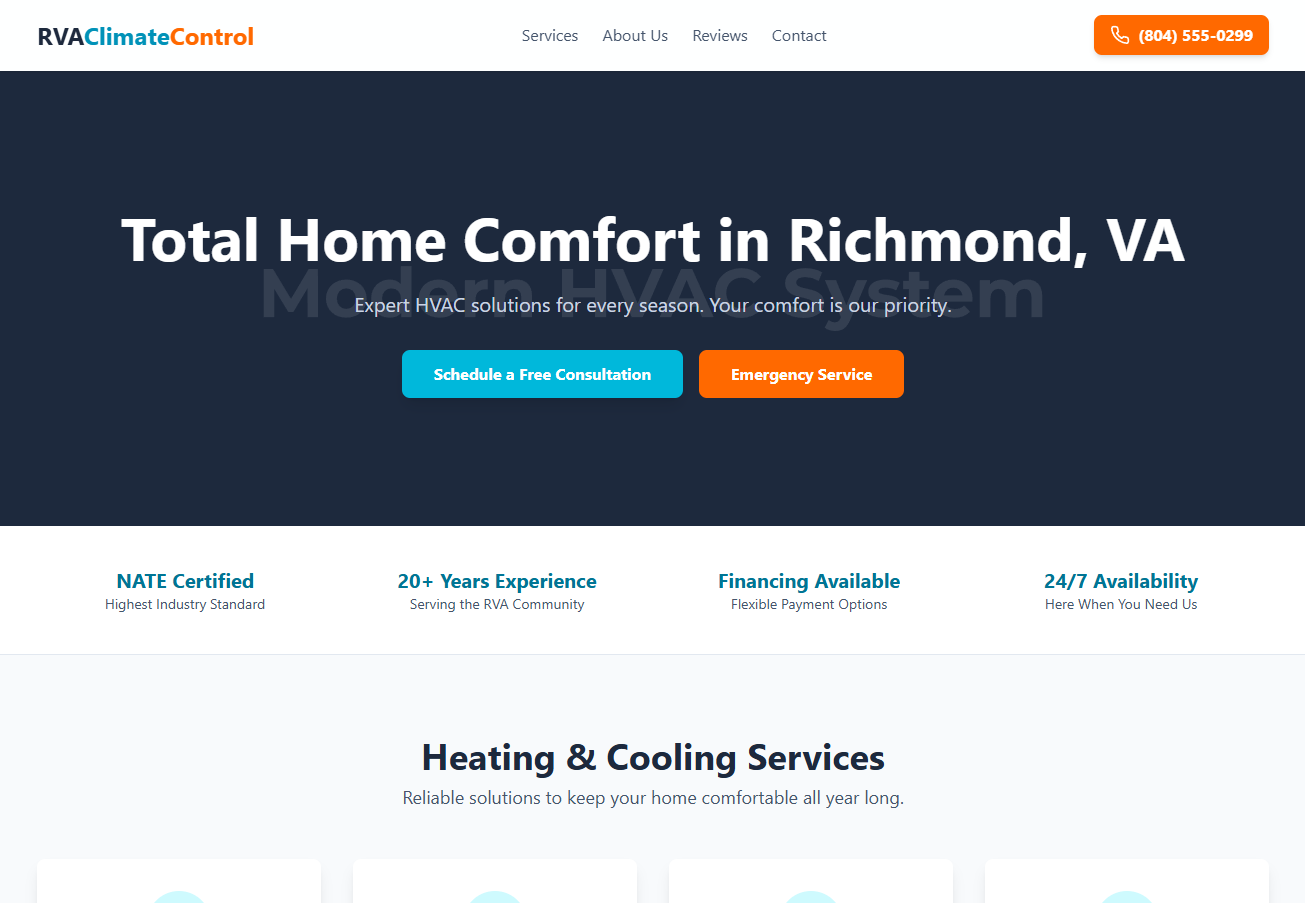 RVAClimateControl
Services About Us Reviews Contact
(804) 555-0299
Total Home Comfort in Richmond, VA
Modern HVAC System
Expert HVAC solutions for every season. Your comfort is our priority.
Schedule a Free Consultation
Emergency Service
NATE Certified
Highest Industry Standard
20+ Years Experience
Serving the RVA Community
Financing Available
Flexible Payment Options
24/7 Availability
Here When You Need Us
Heating & Cooling Services
Reliable solutions to keep your home comfortable all year long.